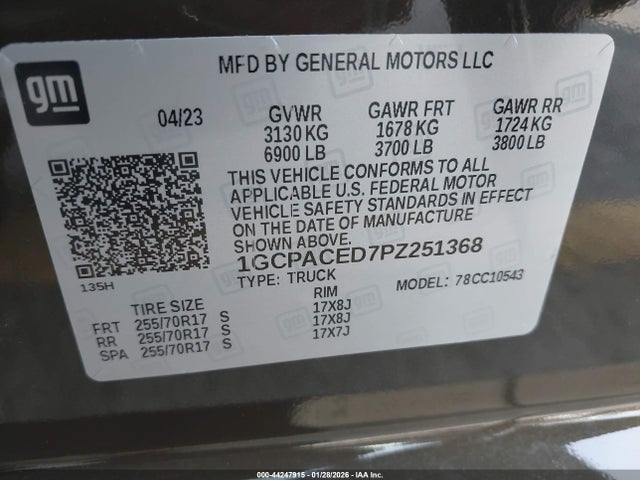 gm
MFD BY GENERAL MOTORS LLC
04/23
GVWR GAWR FRT GAWR RR
3130 KG 1678 KG 1724 KG
6900 LB 3700 LB 3800 LB
THIS VEHICLE CONFORMS TO ALL
APPLICABLE U.S. FEDERAL MOTOR
VEHICLE SAFETY STANDARDS IN EFFECT
ON THE DATE OF MANUFACTURE
SHOWN ABOVE.
1GCPACED7PZ251368
TYPE: TRUCK MODEL: 78CC10543
135H
TIRE SIZE RIM
FRT 255/70R17 S 17X8J
RR 255/70R17 S 17X8J
SPA 255/70R17 S 17X7J
000-44247915 - 01/28/2026 - IAA Inc.